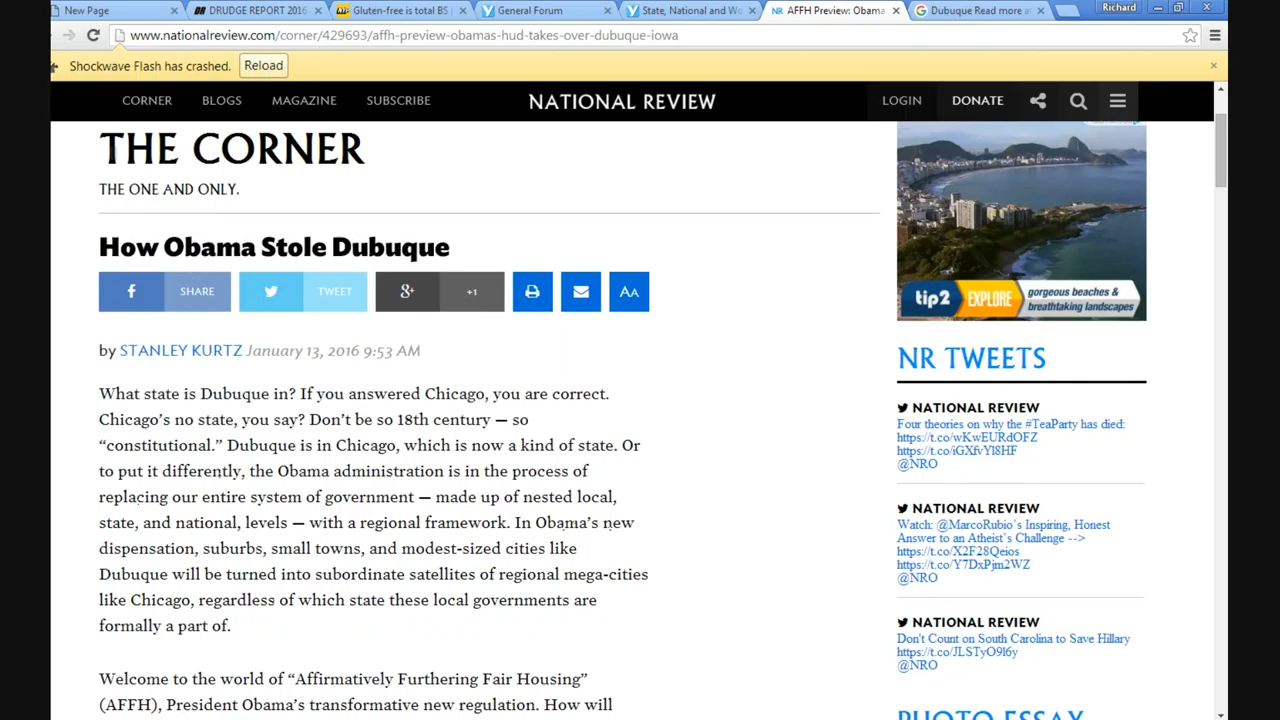 New Page
DRUDGE REPORT 2016
Gluten-free is total BS
General Forum
State, National and Wo
AFFH Preview: Obama
Dubuque Read more at
Richard
www.nationalreview.com/corner/429693/affh-preview-obamas-hud-takes-over-dubuque-iowa
Shockwave Flash has crashed. Reload
CORNER BLOGS MAGAZINE SUBSCRIBE NATIONAL REVIEW LOGIN DONATE
THE CORNER
THE ONE AND ONLY.
How Obama Stole Dubuque
SHARE TWEET g+ +1 AA
by STANLEY KURTZ January 13, 2016 9:53 AM
What state is Dubuque in? If you answered Chicago, you are correct.
Chicago’s no state, you say? Don’t be so 18th century — so
“constitutional.” Dubuque is in Chicago, which is now a kind of state. Or
to put it differently, the Obama administration is in the process of
replacing our entire system of government — made up of nested local,
state, and national, levels — with a regional framework. In Obama’s new
dispensation, suburbs, small towns, and modest-sized cities like
Dubuque will be turned into subordinate satellites of regional mega-cities
like Chicago, regardless of which state these local governments are
formally a part of.
Welcome to the world of “Affirmatively Furthering Fair Housing”
(AFFH), President Obama’s transformative new regulation. How will
tip2 EXPLORE gorgeous beaches &
breathtaking landscapes
NR TWEETS
NATIONAL REVIEW
Four theories on why the #TeaParty has died:
https://t.co/wKwEURdOFZ
https://t.co/iGXfvYl8HF
@NRO
NATIONAL REVIEW
Watch: @MarcoRubio's Inspiring, Honest
Answer to an Atheist's Challenge -->
https://t.co/X2F28Qeios
https://t.co/Y7DxPjm2WZ
@NRO
NATIONAL REVIEW
Don't Count on South Carolina to Save Hillary
https://t.co/JLSTyO9l6y
@NRO
PHOTO ESSAY